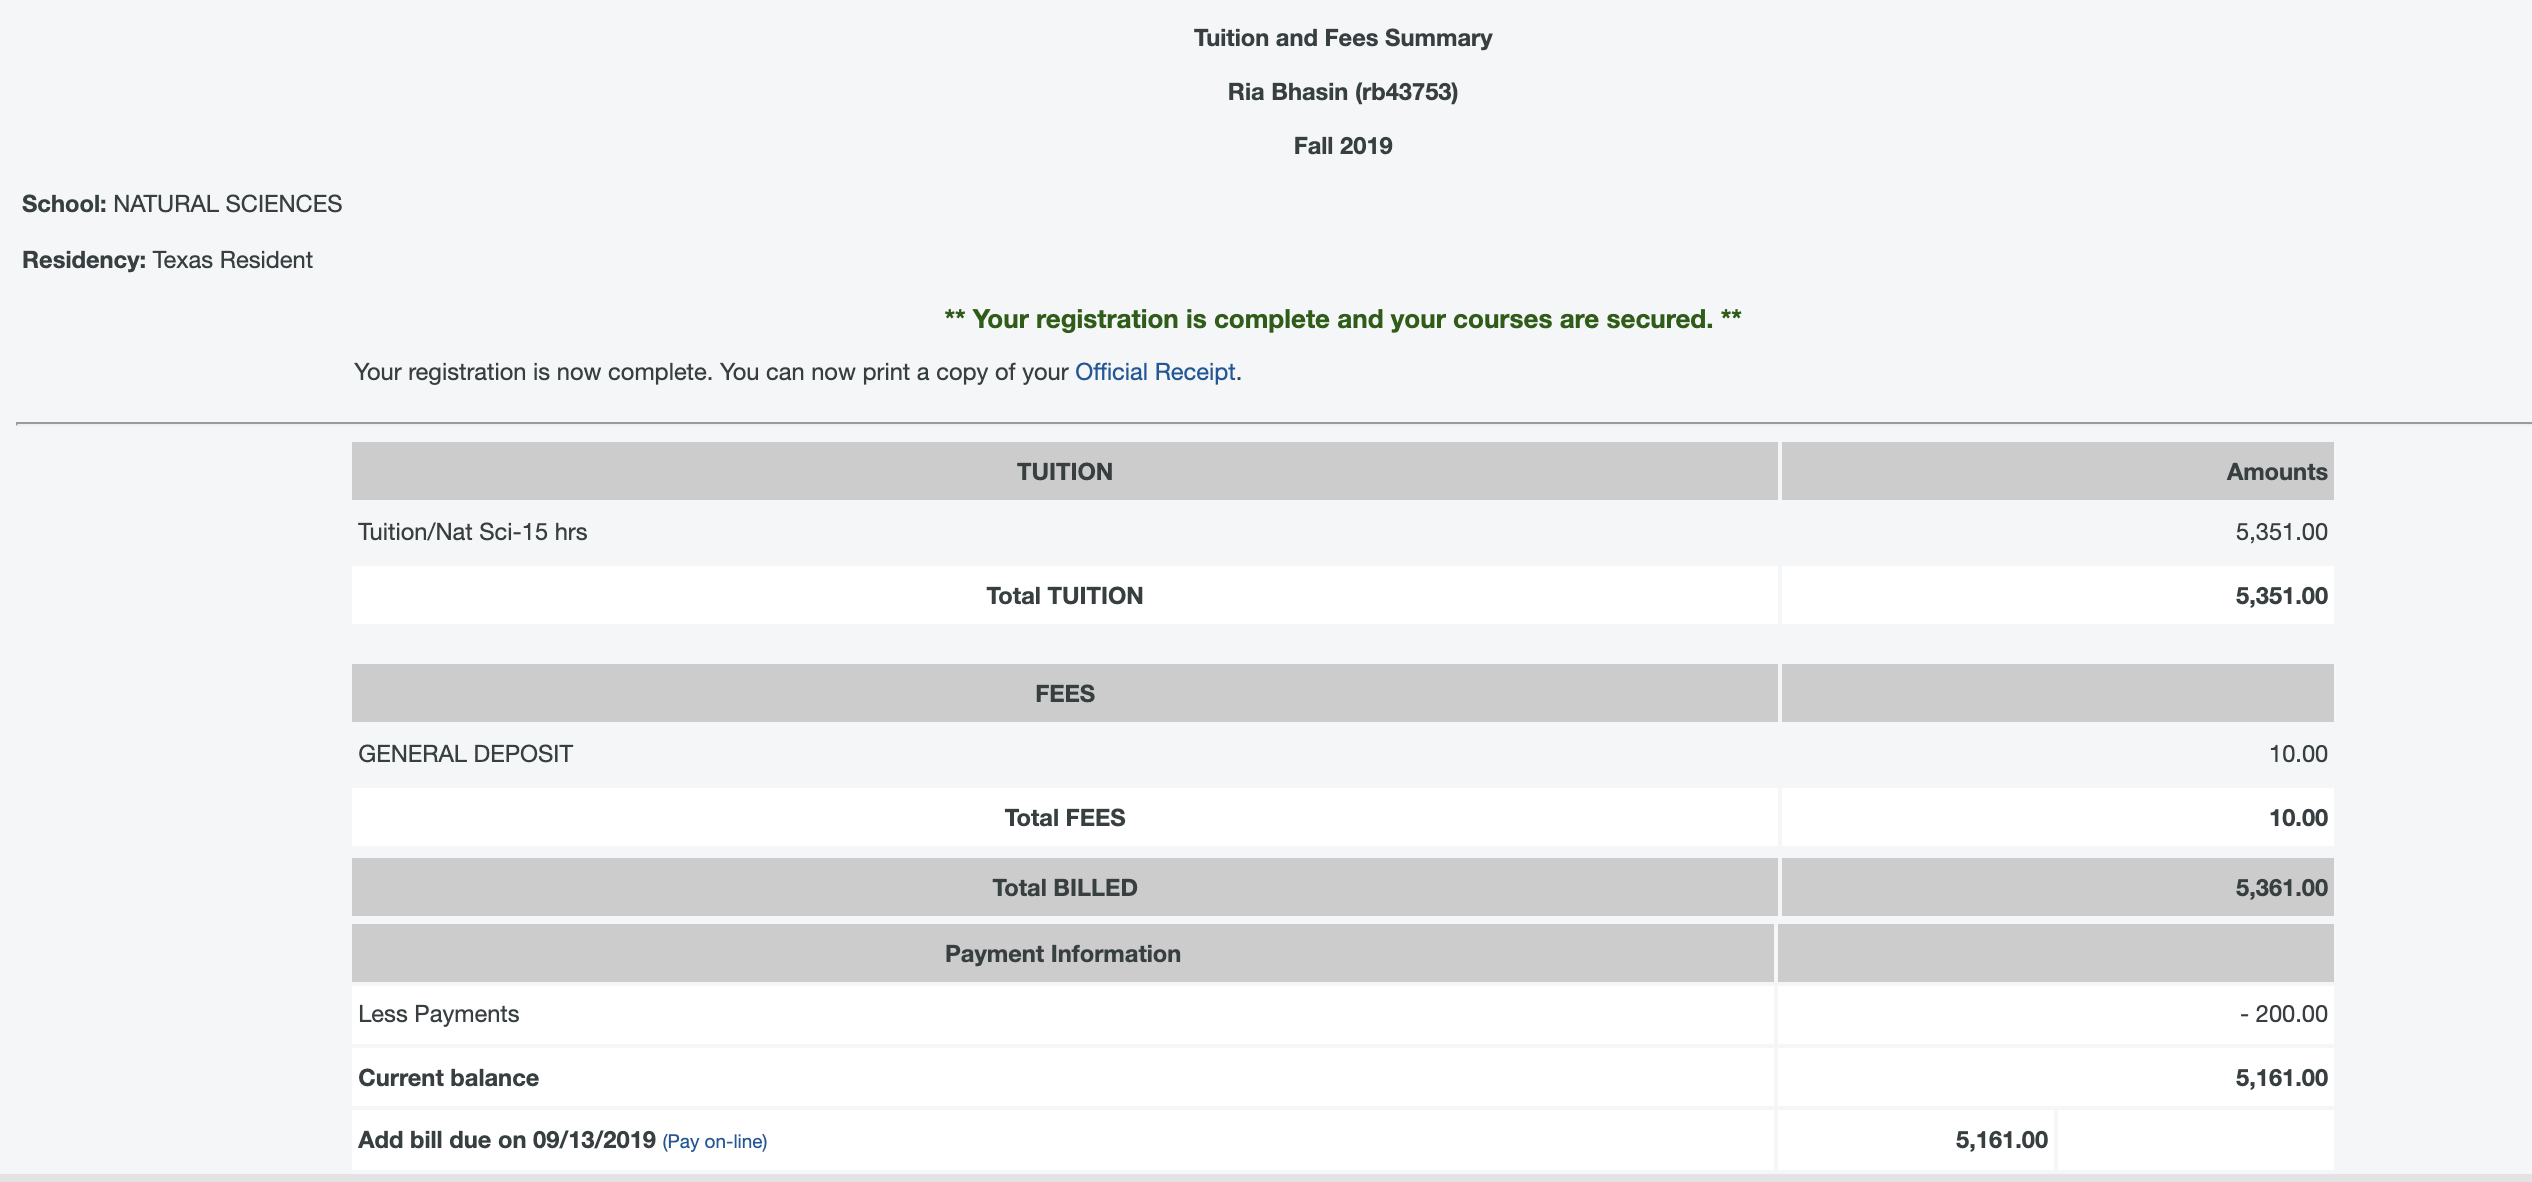 Tuition and Fees Summary
Ria Bhasin (rb43753)
Fall 2019
School: NATURAL SCIENCES
Residency: Texas Resident
** Your registration is complete and your courses are secured. **
Your registration is now complete. You can now print a copy of your Official Receipt.
TUITION Amounts
Tuition/Nat Sci-15 hrs 5,351.00
Total TUITION 5,351.00
FEES
GENERAL DEPOSIT 10.00
Total FEES 10.00
Total BILLED 5,361.00
Payment Information
Less Payments - 200.00
Current balance 5,161.00
Add bill due on 09/13/2019 (Pay on-line) 5,161.00